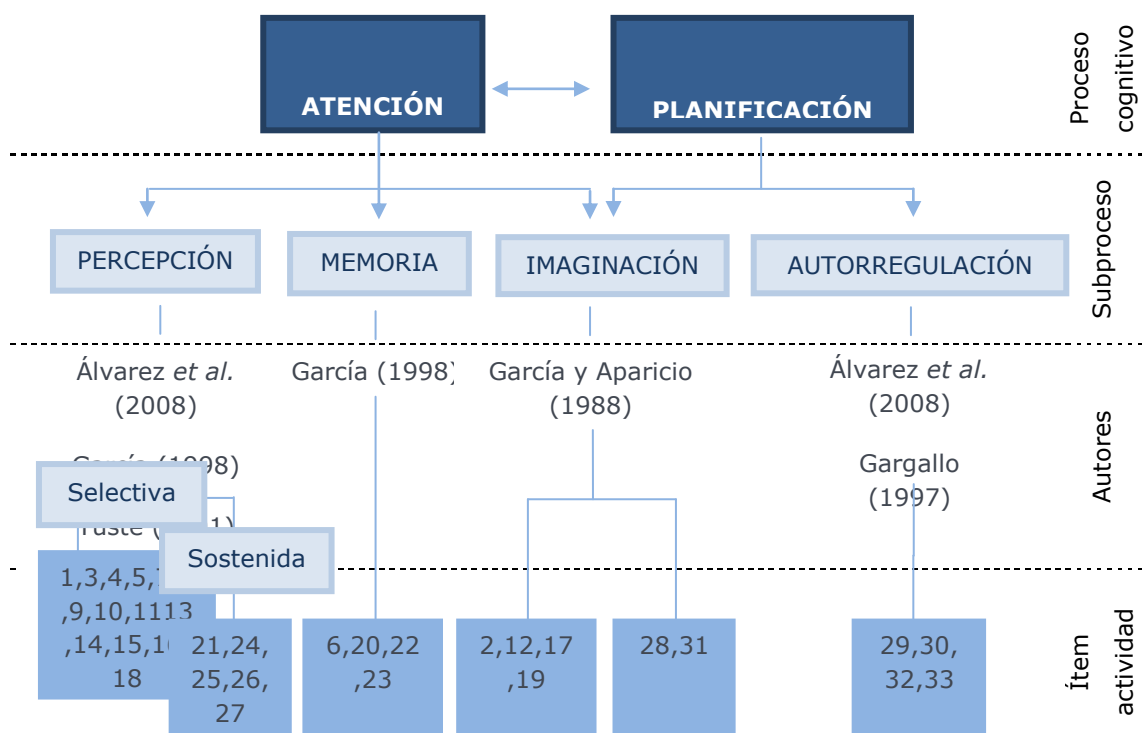 ATENCIÓN
PLANIFICACIÓN
Proceso
cognitivo
PERCEPCIÓN
MEMORIA
IMAGINACIÓN
AUTORREGULACIÓN
Subproceso
Álvarez et al.
(2008)
García (1998)
García y Aparicio
(1988)
Álvarez et al.
(2008)
Gargallo
(1997)
Autores
Selectiva
Sostenida
1,3,4,5,
,9,10,1113
,14,15,
18
21,24,
25,26,
27
6,20,22
,23
2,12,17
,19
28,31
29,30,
32,33
Ítem
actividad